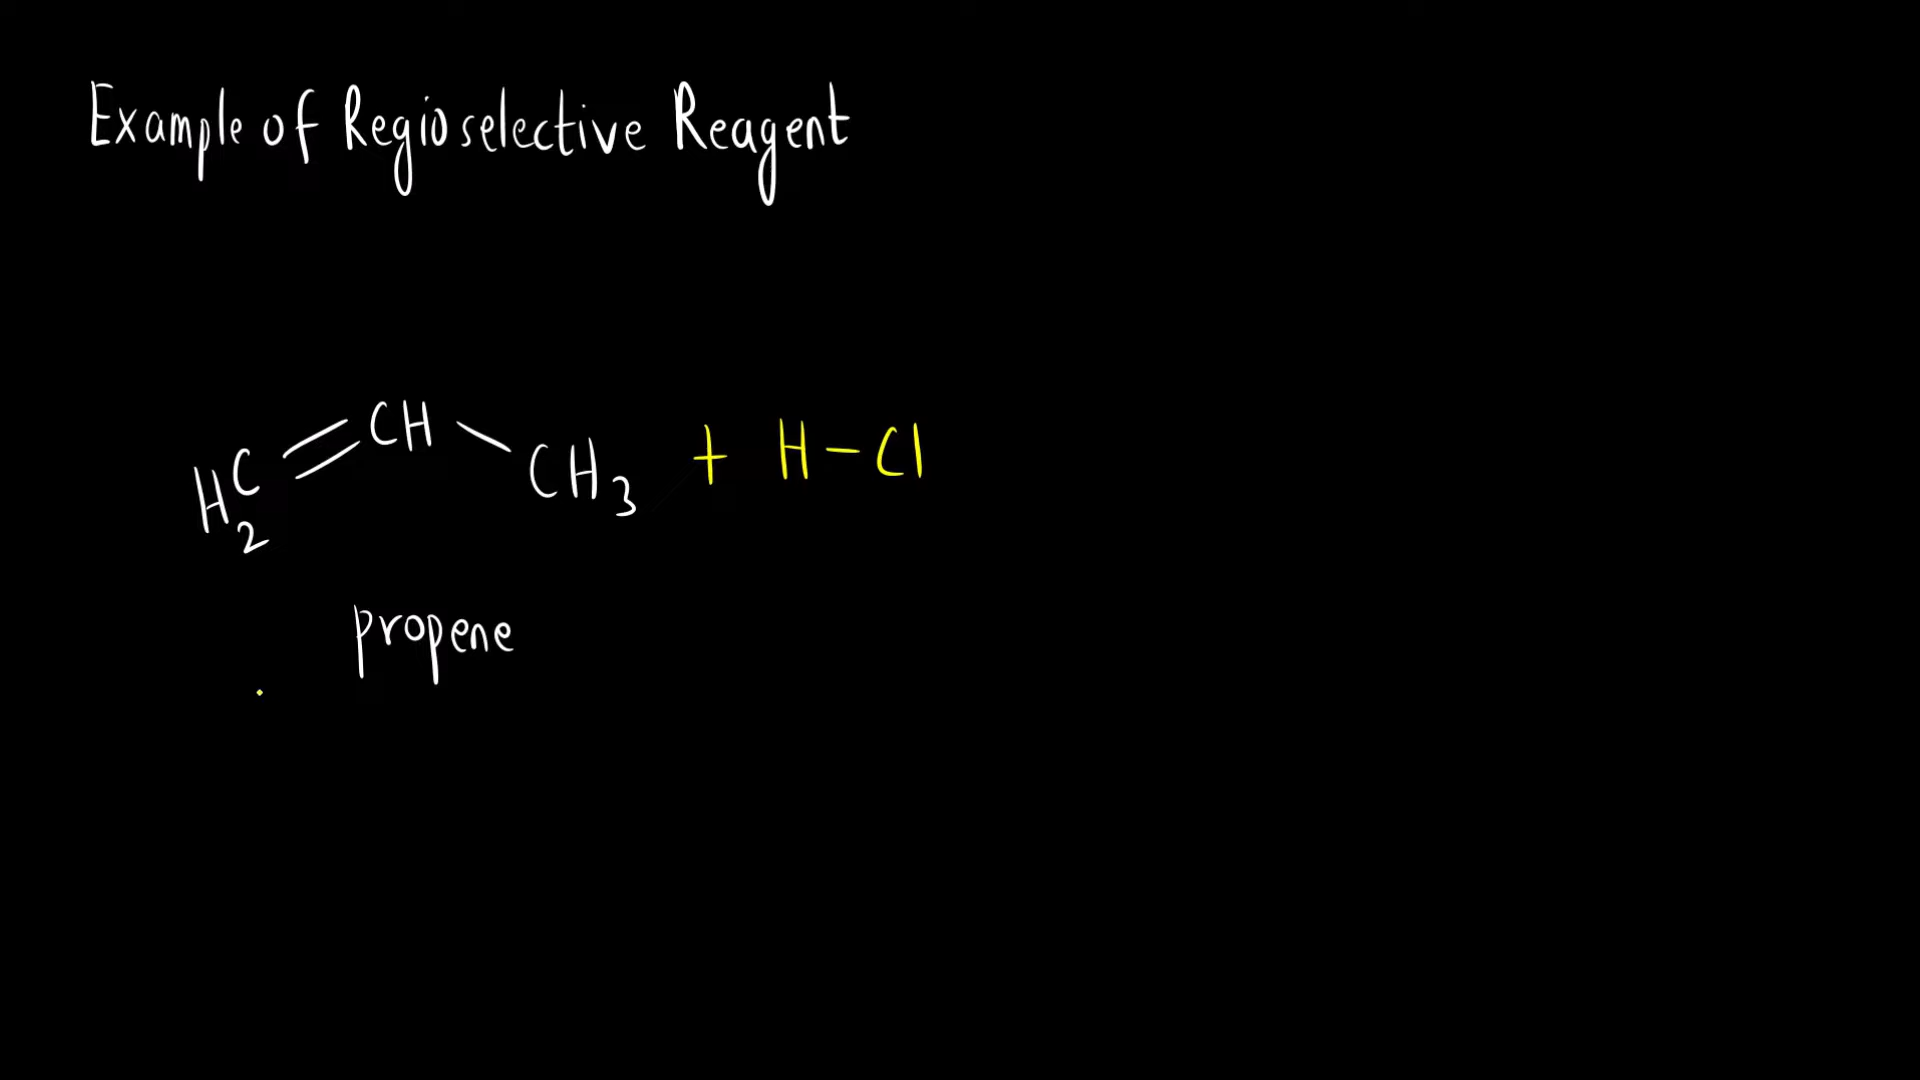 Example of Regioselective Reagent
H2C=CH-CH3 + H-Cl
propene